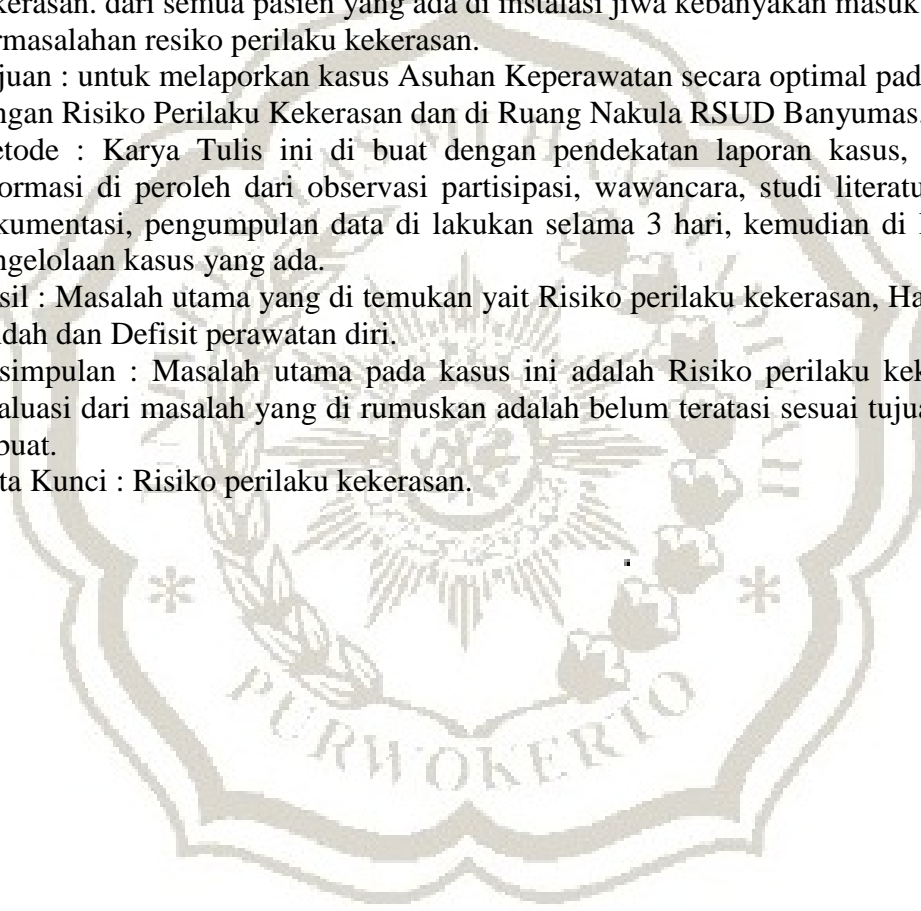 kerasan. dari semua pasien yang ada di instalasi jiwa kebanyakan masuk
rmasalahan resiko perilaku kekerasan.
juan : untuk melaporkan kasus Asuhan Keperawatan secara optimal pad
ngan Risiko Perilaku Kekerasan dan di Ruang Nakula RSUD Banyumas.
etode : Karya Tulis ini di buat dengan pendekatan laporan kasus,
ormasi di peroleh dari observasi partisipasi, wawancara, studi literatu
kumentasi, pengumpulan data di lakukan selama 3 hari, kemudian di
ngelolaan kasus yang ada.
sil : Masalah utama yang di temukan yait Risiko perilaku kekerasan, Ha
ndah dan Defisit perawatan diri.
simpulan : Masalah utama pada kasus ini adalah Risiko perilaku kek
aluasi dari masalah yang di rumuskan adalah belum teratasi sesuai tujua
buat.
ta Kunci : Risiko perilaku kekerasan.
PURWOKERTO